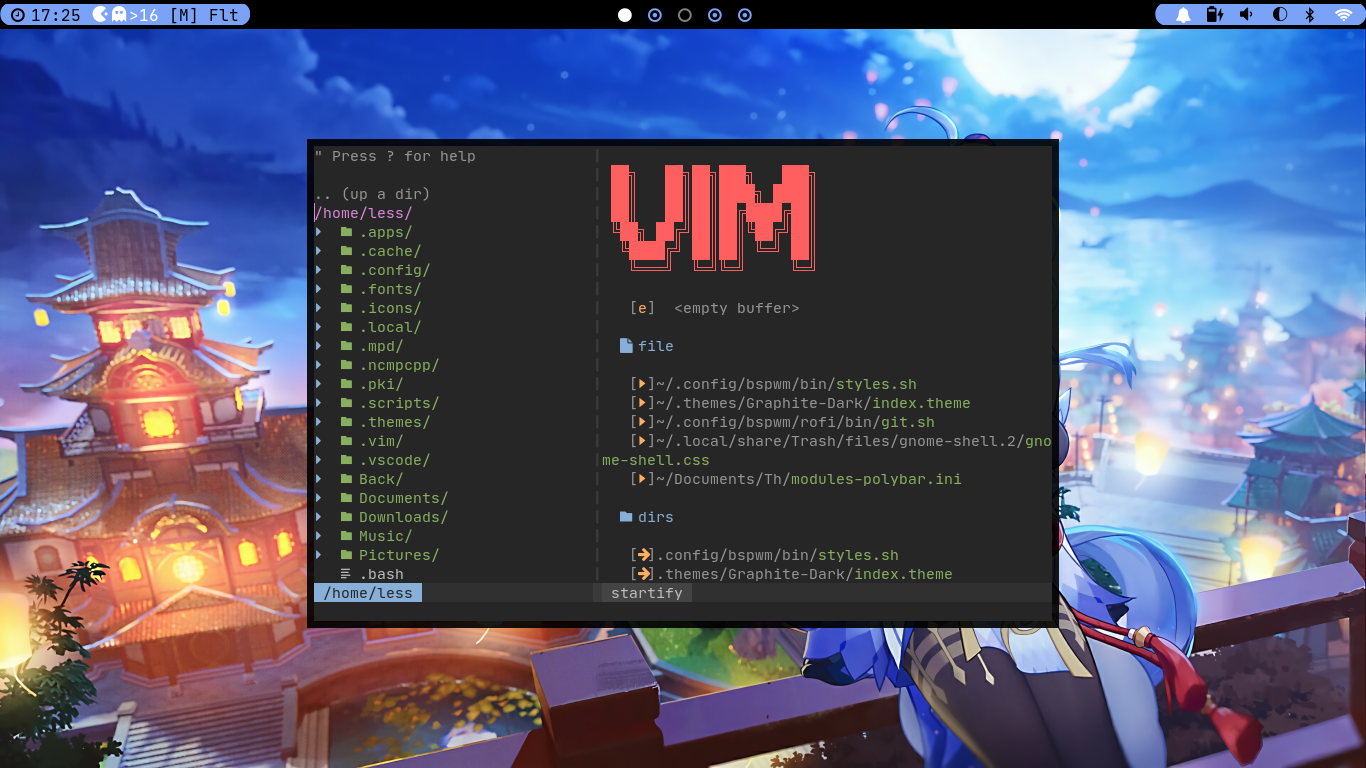 17:25 >16 [M] Flt
" Press ? for help
.. (up a dir)
/home/less/
.apps/
.cache/
.config/
.fonts/
.icons/
.local/
.mpd/
.ncmpcpp/
.pki/
.scripts/
.themes/
.vim/
.vscode/
Back/
Documents/
Downloads/
Music/
Pictures/
.bash
/home/less
VIM
[e] <empty buffer>
file
[]~/.config/bspwm/bin/styles.sh
[]~/.themes/Graphite-Dark/index.theme
[]~/.config/bspwm/rofi/bin/git.sh
[]~/.local/share/Trash/files/gnome-shell.2/gno
me-shell.css
[]~/Documents/Th/modules-polybar.ini
dirs
[].config/bspwm/bin/styles.sh
[].themes/Graphite-Dark/index.theme
startify